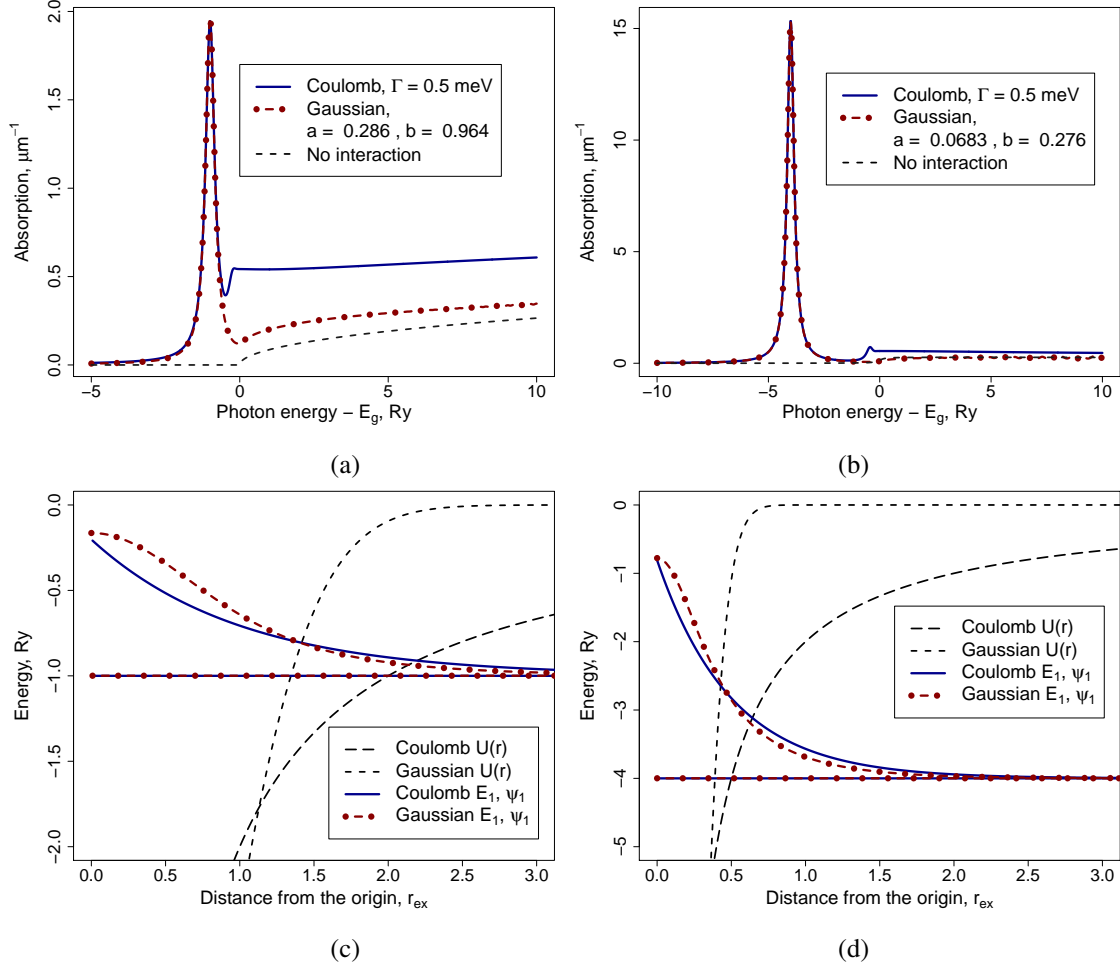 2.0
1.5
1.0
0.5
0.0
Absorption, μm⁻¹
Coulomb, Γ = 0.5 meV
Gaussian,
a = 0.286 , b = 0.964
No interaction
−5 0 5 10
Photon energy − E_g, Ry
(a)
15
10
5
0
Absorption, μm⁻¹
Coulomb, Γ = 0.5 meV
Gaussian,
a = 0.0683 , b = 0.276
No interaction
−10 −5 0 5 10
Photon energy − E_g, Ry
(b)
0.0
−0.5
−1.0
−1.5
−2.0
Energy, Ry
Coulomb U(r)
Gaussian U(r)
Coulomb E₁, ψ₁
Gaussian E₁, ψ₁
0.0 0.5 1.0 1.5 2.0 2.5 3.0
Distance from the origin, r_ex
(c)
0
−1
−2
−3
−4
−5
Energy, Ry
Coulomb U(r)
Gaussian U(r)
Coulomb E₁, ψ₁
Gaussian E₁, ψ₁
0.0 0.5 1.0 1.5 2.0 2.5 3.0
Distance from the origin, r_ex
(d)